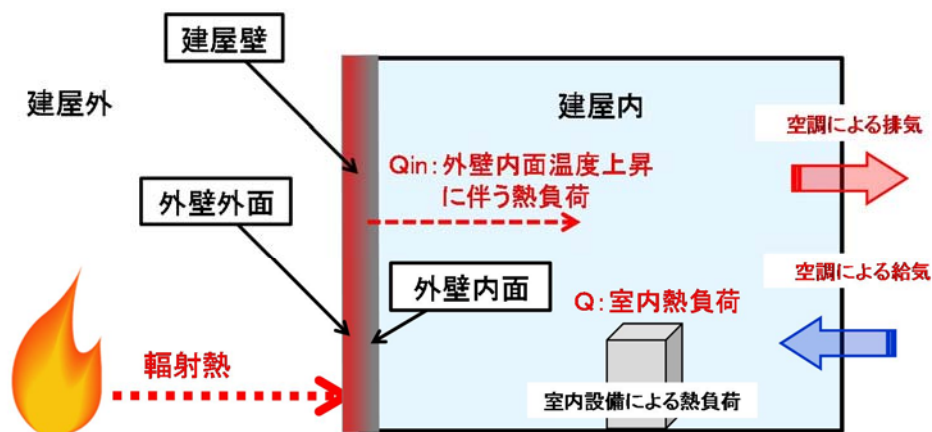 建屋壁
建屋外
建屋内
空調による排気
Qin:外壁内面温度上昇
に伴う熱負荷
外壁外面
外壁内面
空調による給気
Q:室内熱負荷
輻射熱
室内設備による熱負荷